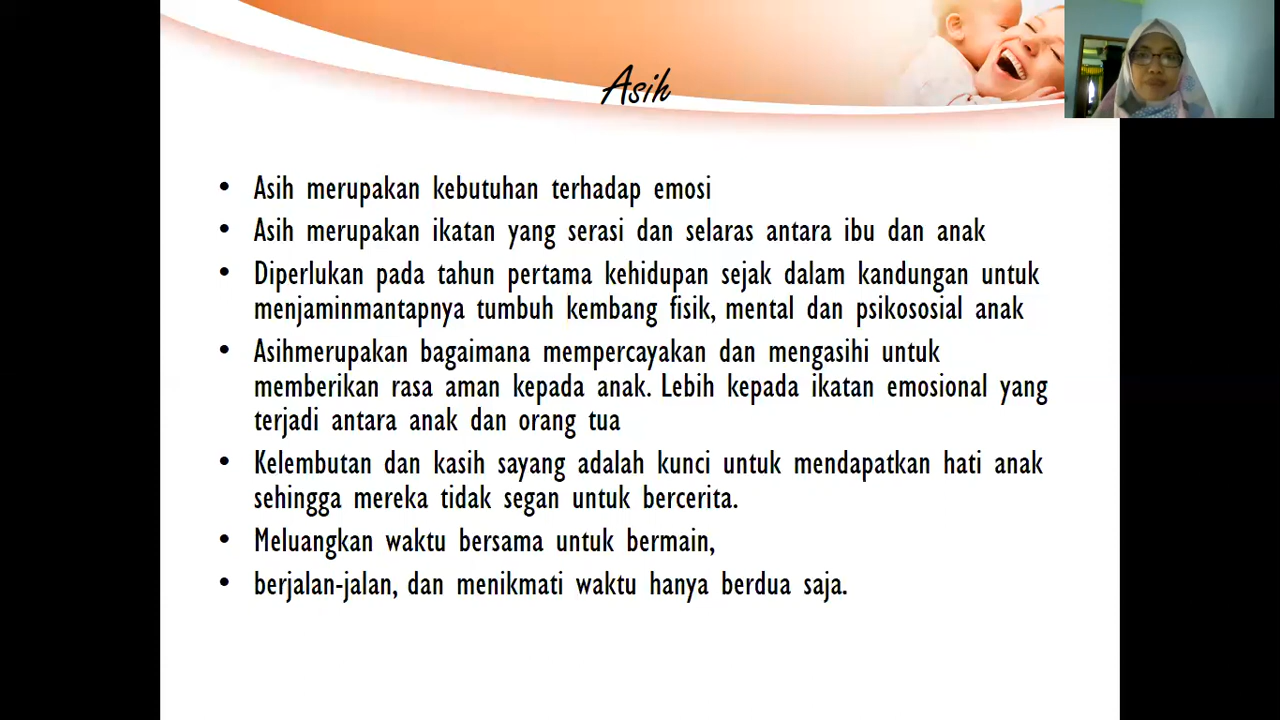 Asih
• Asih merupakan kebutuhan terhadap emosi
• Asih merupakan ikatan yang serasi dan selaras antara ibu dan anak
• Diperlukan pada tahun pertama kehidupan sejak dalam kandungan untuk
menjaminmantapnya tumbuh kembang fisik, mental dan psikososial anak
• Asihmerupakan bagaimana mempercayakan dan mengasihi untuk
memberikan rasa aman kepada anak. Lebih kepada ikatan emosional yang
terjadi antara anak dan orang tua
• Kelembutan dan kasih sayang adalah kunci untuk mendapatkan hati anak
sehingga mereka tidak segan untuk bercerita.
• Meluangkan waktu bersama untuk bermain,
• berjalan-jalan, dan menikmati waktu hanya berdua saja.